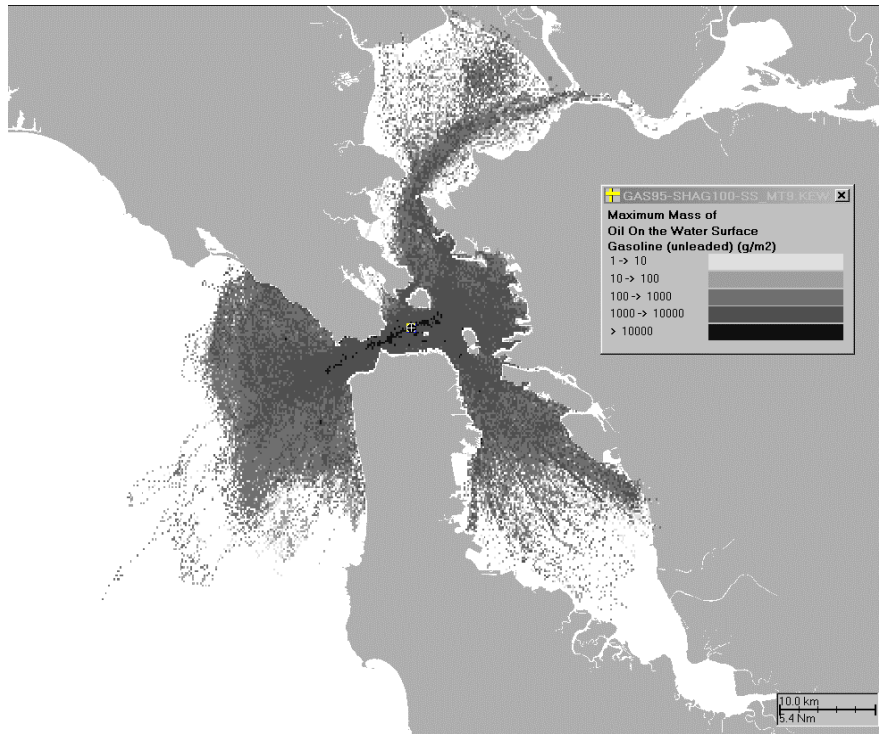 GAS95-SHAG100-SS_MT9.KEW
Maximum Mass of
Oil On the Water Surface
Gasoline (unleaded) (g/m2)
1 -> 10
10 -> 100
100 -> 1000
1000 -> 10000
> 10000
10.0 km
5.4 Nm